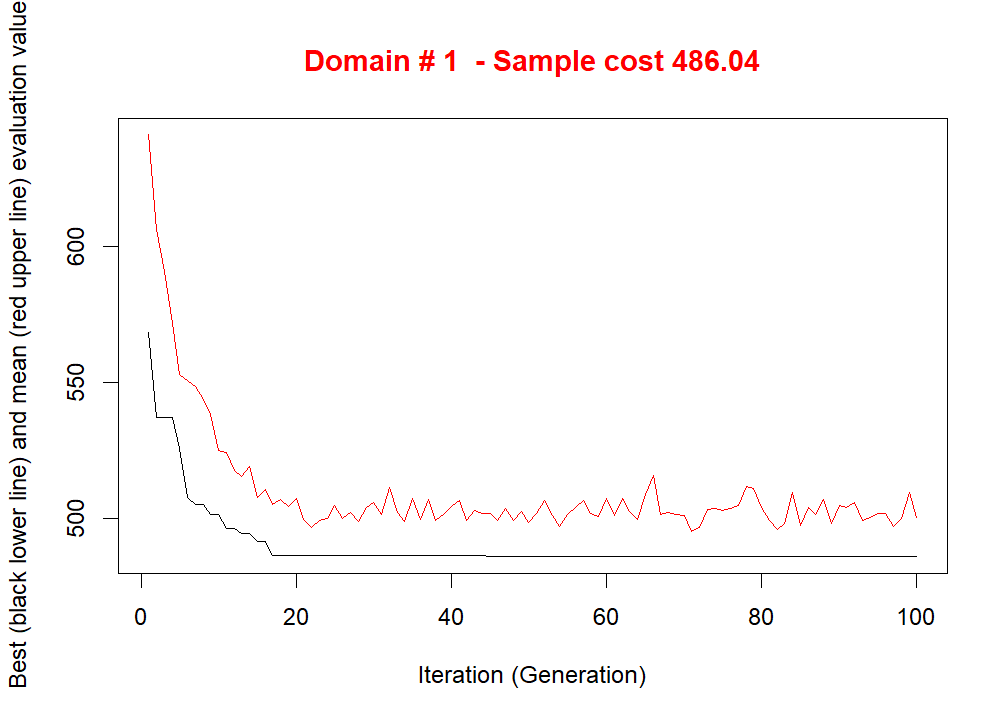 Domain # 1  - Sample cost 486.04
Best (black lower line) and mean (red upper line) evaluation value
600
550
500
0 20 40 60 80 100
Iteration (Generation)